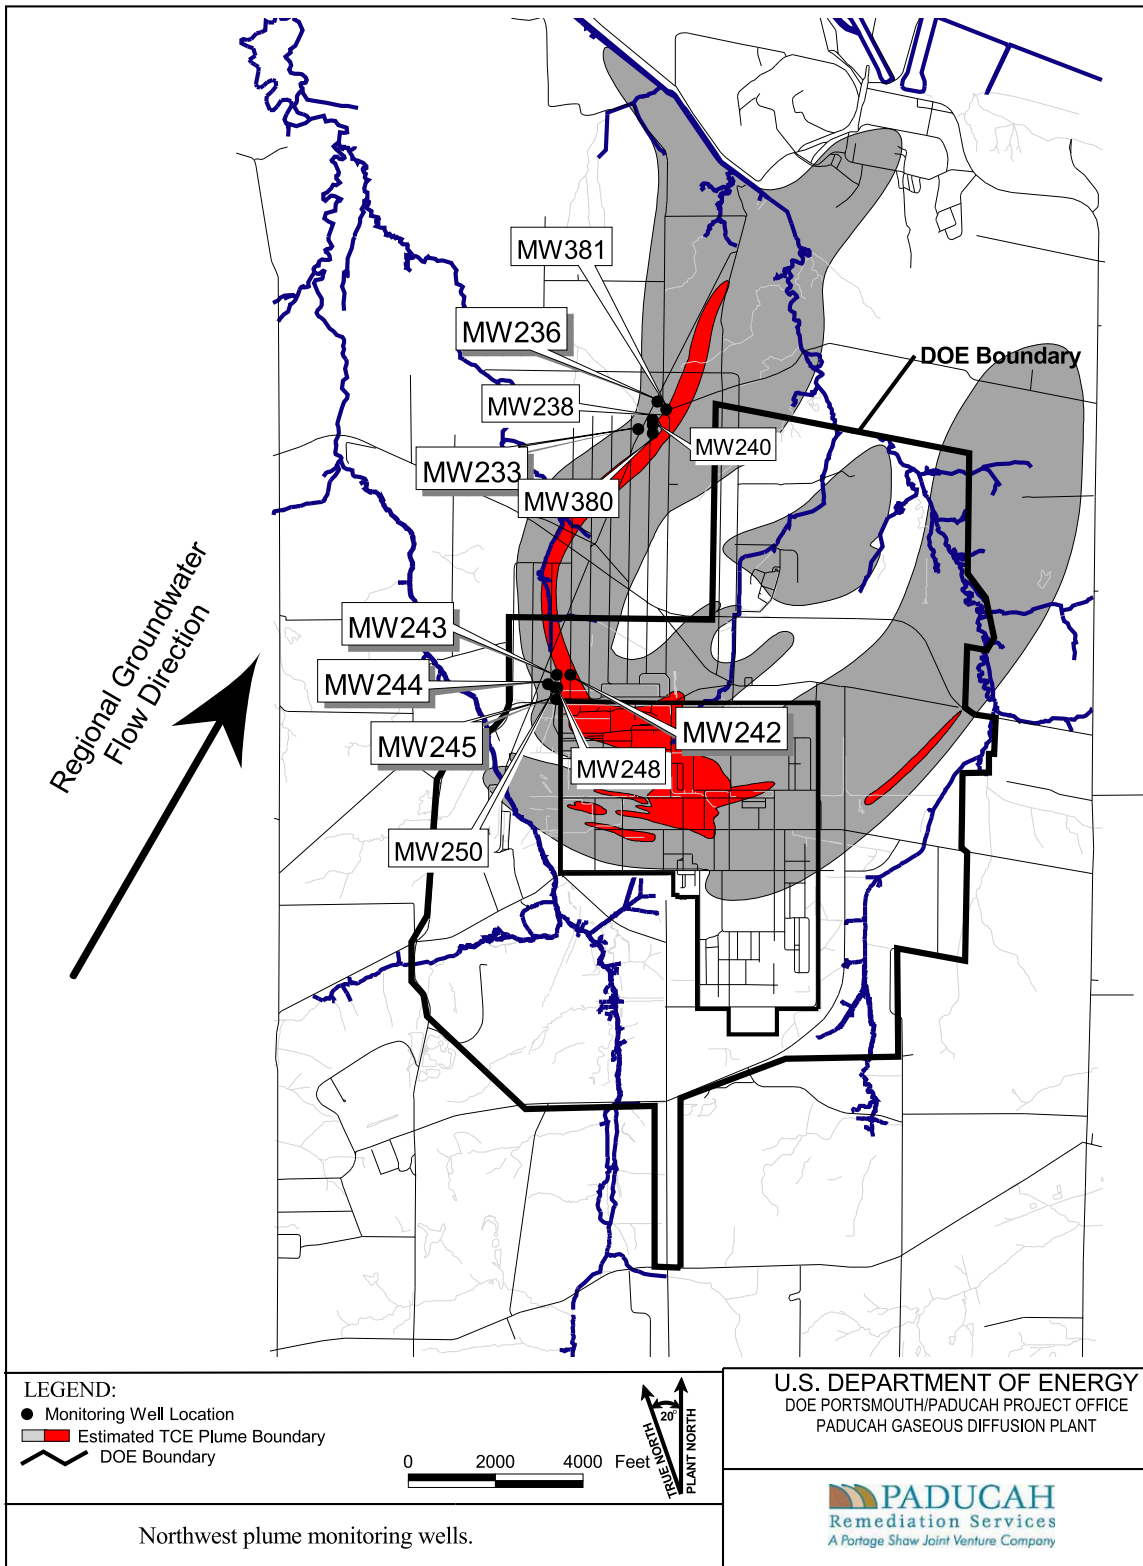 MW381
MW236
DOE Boundary
MW238
MW240
MW233
MW380
Regional Groundwater
Flow Direction
MW243
MW244
MW242
MW245
MW248
MW250
LEGEND:
Monitoring Well Location
Estimated TCE Plume Boundary
DOE Boundary
0 2000 4000 Feet
20°
TRUE NORTH
PLANT NORTH
U.S. DEPARTMENT OF ENERGY
DOE PORTSMOUTH/PADUCAH PROJECT OFFICE
PADUCAH GASEOUS DIFFUSION PLANT
PADUCAH
Remediation Services
A Portage Shaw Joint Venture Company
Northwest plume monitoring wells.